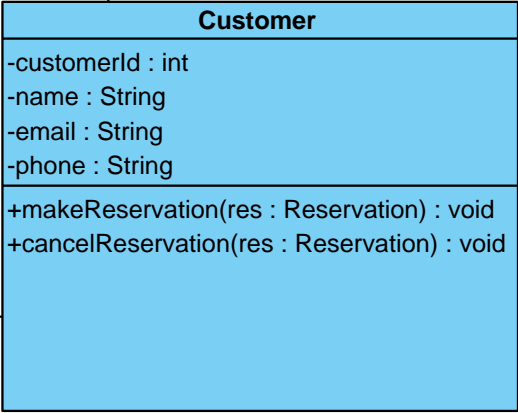 Customer
-customerId : int
-name : String
-email : String
-phone : String
+makeReservation(res : Reservation) : void
+cancelReservation(res : Reservation) : void